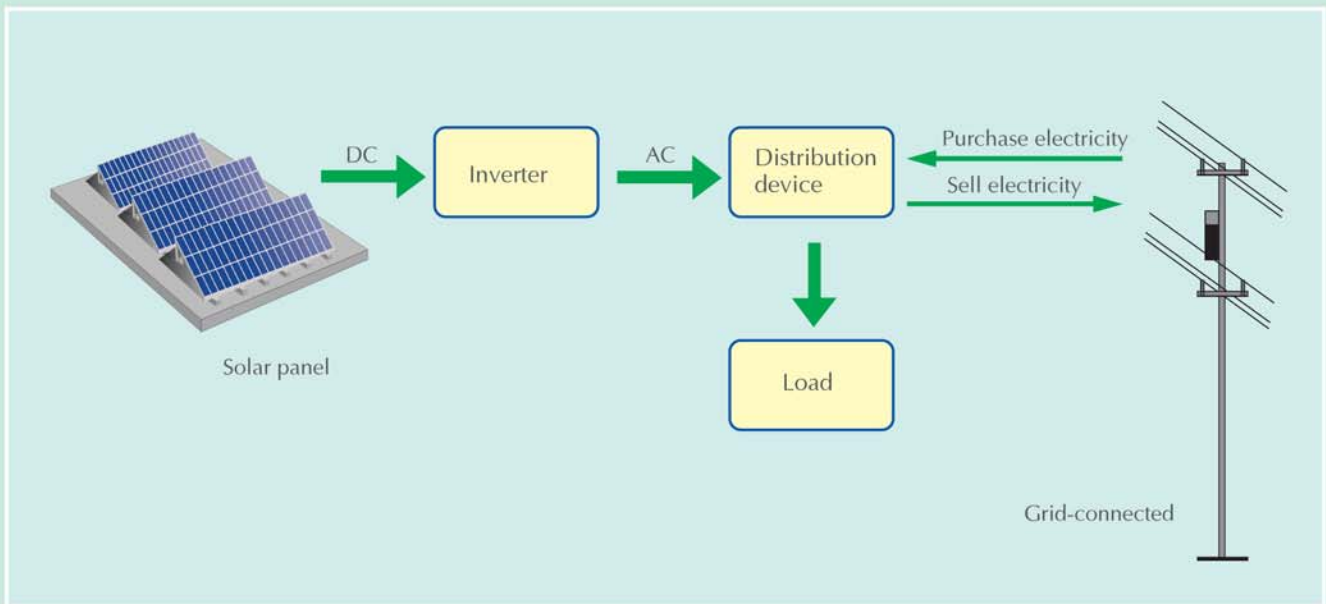 DC
Inverter
AC
Distribution
device
Purchase electricity
Sell electricity
Solar panel
Load
Grid-connected